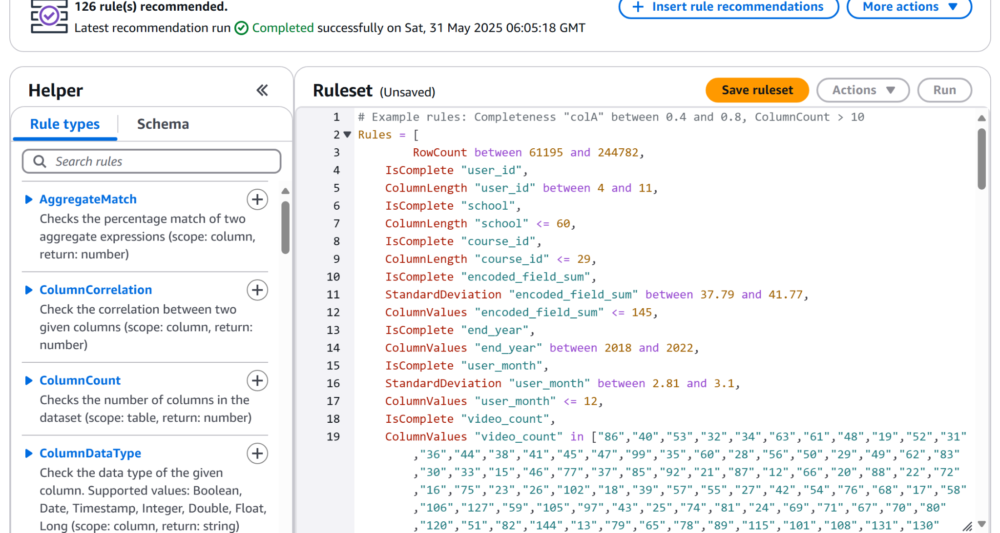 126 rule(s) recommended.
Insert rule recommendations
More actions
Latest recommendation run Completed successfully on Sat, 31 May 2025 06:05:18 GMT
Helper
Rule types
Schema
Search rules
AggregateMatch
Checks the percentage match of two
aggregate expressions (scope: column,
return: number)
ColumnCorrelation
Check the correlation between two
given columns (scope: column, return:
number)
ColumnCount
Checks the number of columns in the
dataset (scope: table, return: number)
ColumnDataType
Check the data type of the given
column. Supported values: Boolean,
Date, Timestamp, Integer, Double, Float,
Long (scope: column, return: string)
Ruleset (Unsaved)
Save ruleset
Actions
Run
1 # Example rules: Completeness "colA" between 0.4 and 0.8, ColumnCount > 10
2 Rules = [
3 RowCount between 61195 and 244782,
4 IsComplete "user_id",
5 ColumnLength "user_id" between 4 and 11,
6 IsComplete "school",
7 ColumnLength "school" <= 60,
8 IsComplete "course_id",
9 ColumnLength "course_id" <= 29,
10 IsComplete "encoded_field_sum",
11 StandardDeviation "encoded_field_sum" between 37.79 and 41.77,
12 ColumnValues "encoded_field_sum" <= 145,
13 IsComplete "end_year",
14 ColumnValues "end_year" between 2018 and 2022,
15 IsComplete "user_month",
16 StandardDeviation "user_month" between 2.81 and 3.1,
17 ColumnValues "user_month" <= 12,
18 IsComplete "video_count",
19 ColumnValues "video_count" in ["86","40","53","32","34","63","61","48","19","52","31"
,"36","44","38","41","45","47","99","35","60","28","56","50","29","49","62","83"
,"30","33","15","46","77","37","85","92","21","87","12","66","20","88","22","72"
,"16","75","23","26","102","18","39","57","55","27","42","54","76","68","17","58"
,"106","127","59","105","97","43","25","74","81","24","69","71","67","70","80"
,"120","51","82","144","13","79","65","78","89","115","101","108","131","130"